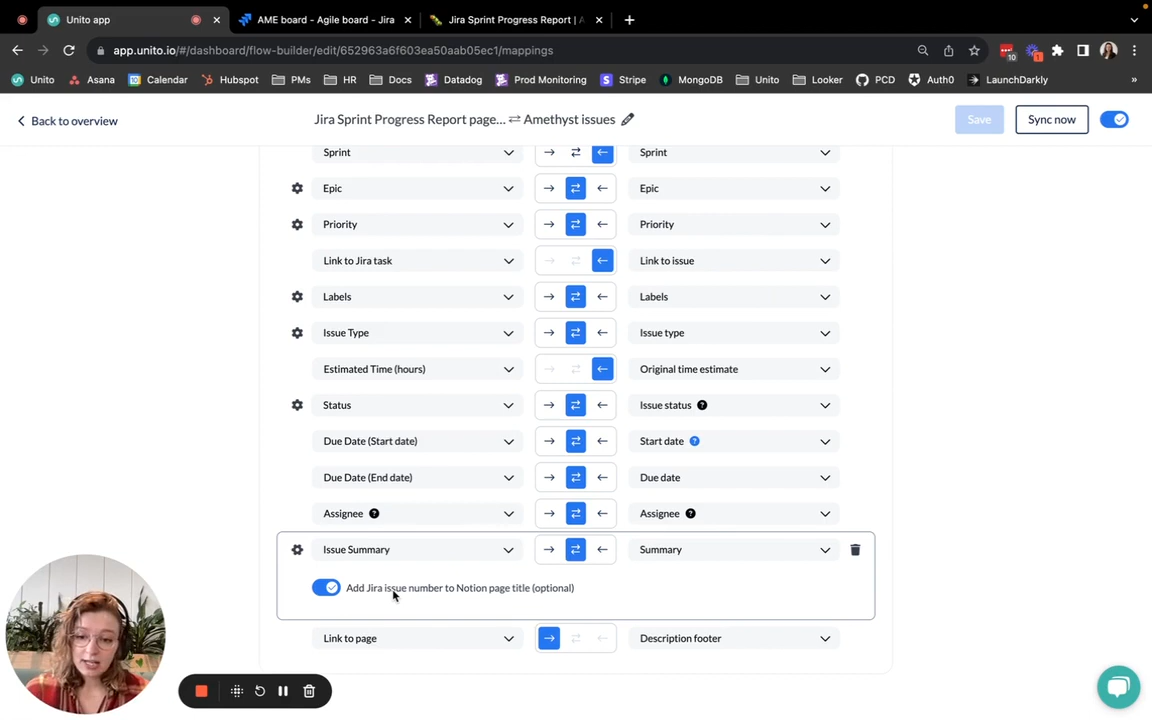 Unito app
AME board - Agile board - Jira
Jira Sprint Progress Report | A
app.unito.io/#/dashboard/flow-builder/edit/652963a6f603ea50aab05ec1/mappings
10
1
Unito
Asana
Calendar
Hubspot
PMs
HR
Docs
Datadog
Prod Monitoring
Stripe
MongoDB
Unito
Looker
PCD
Auth0
LaunchDarkly
»
Back to overview
Jira Sprint Progress Report page... ⇄ Amethyst issues
Save
Sync now
Sprint → ⇄ ← Sprint
Epic → ⇄ ← Epic
Priority → ⇄ ← Priority
Link to Jira task → ⇄ ← Link to issue
Labels → ⇄ ← Labels
Issue Type → ⇄ ← Issue type
Estimated Time (hours) → ⇄ ← Original time estimate
Status → ⇄ ← Issue status ?
Due Date (Start date) → ⇄ ← Start date ?
Due Date (End date) → ⇄ ← Due date
Assignee ? → ⇄ ← Assignee ?
Issue Summary → ⇄ ← Summary
Add Jira issue number to Notion page title (optional)
Link to page → ⇄ ← Description footer